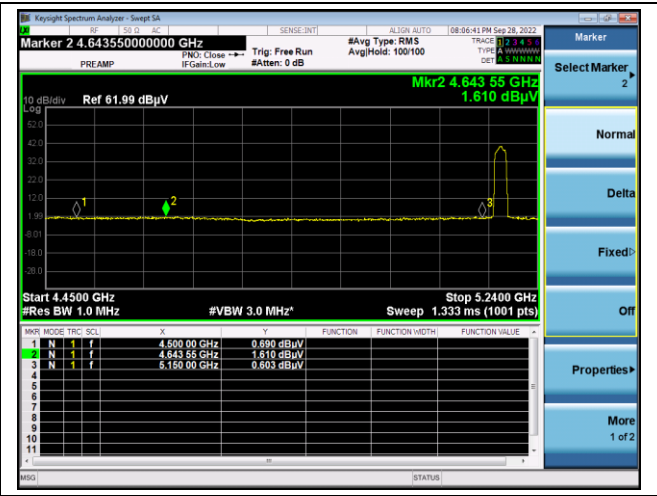 Keysight Spectrum Analyzer - Swept SA
RF 50 Ω AC SENSE:INT ALIGN AUTO 08:06:41 PM Sep 28, 2022
Marker 2 4.643550000000 GHz #Avg Type: RMS TRACE 1 2 3 4 5 6
PNO: Close Trig: Free Run Avg|Hold: 100/100 TYPE A WWWWW
PREAMP IFGain:Low #Atten: 0 dB DET A S N N N N
Mkr2 4.643 55 GHz
1.610 dBµV
10 dB/div Ref 61.99 dBµV
Log
52.0
42.0
32.0
22.0
12.0
1.99
-8.01
-18.0
-28.0
1
2
3
Start 4.4500 GHz Stop 5.2400 GHz
#Res BW 1.0 MHz #VBW 3.0 MHz* Sweep 1.333 ms (1001 pts)
MKR MODE TRC SCL X Y FUNCTION FUNCTION WIDTH FUNCTION VALUE
1 N 1 f 4.500 00 GHz 0.690 dBµV
2 N 1 f 4.643 55 GHz 1.610 dBµV
3 N 1 f 5.150 00 GHz 0.603 dBµV
4
5
6
7
8
9
10
11
MSG STATUS
Marker
Select Marker
2
Normal
Delta
Fixed
Off
Properties
More
1 of 2